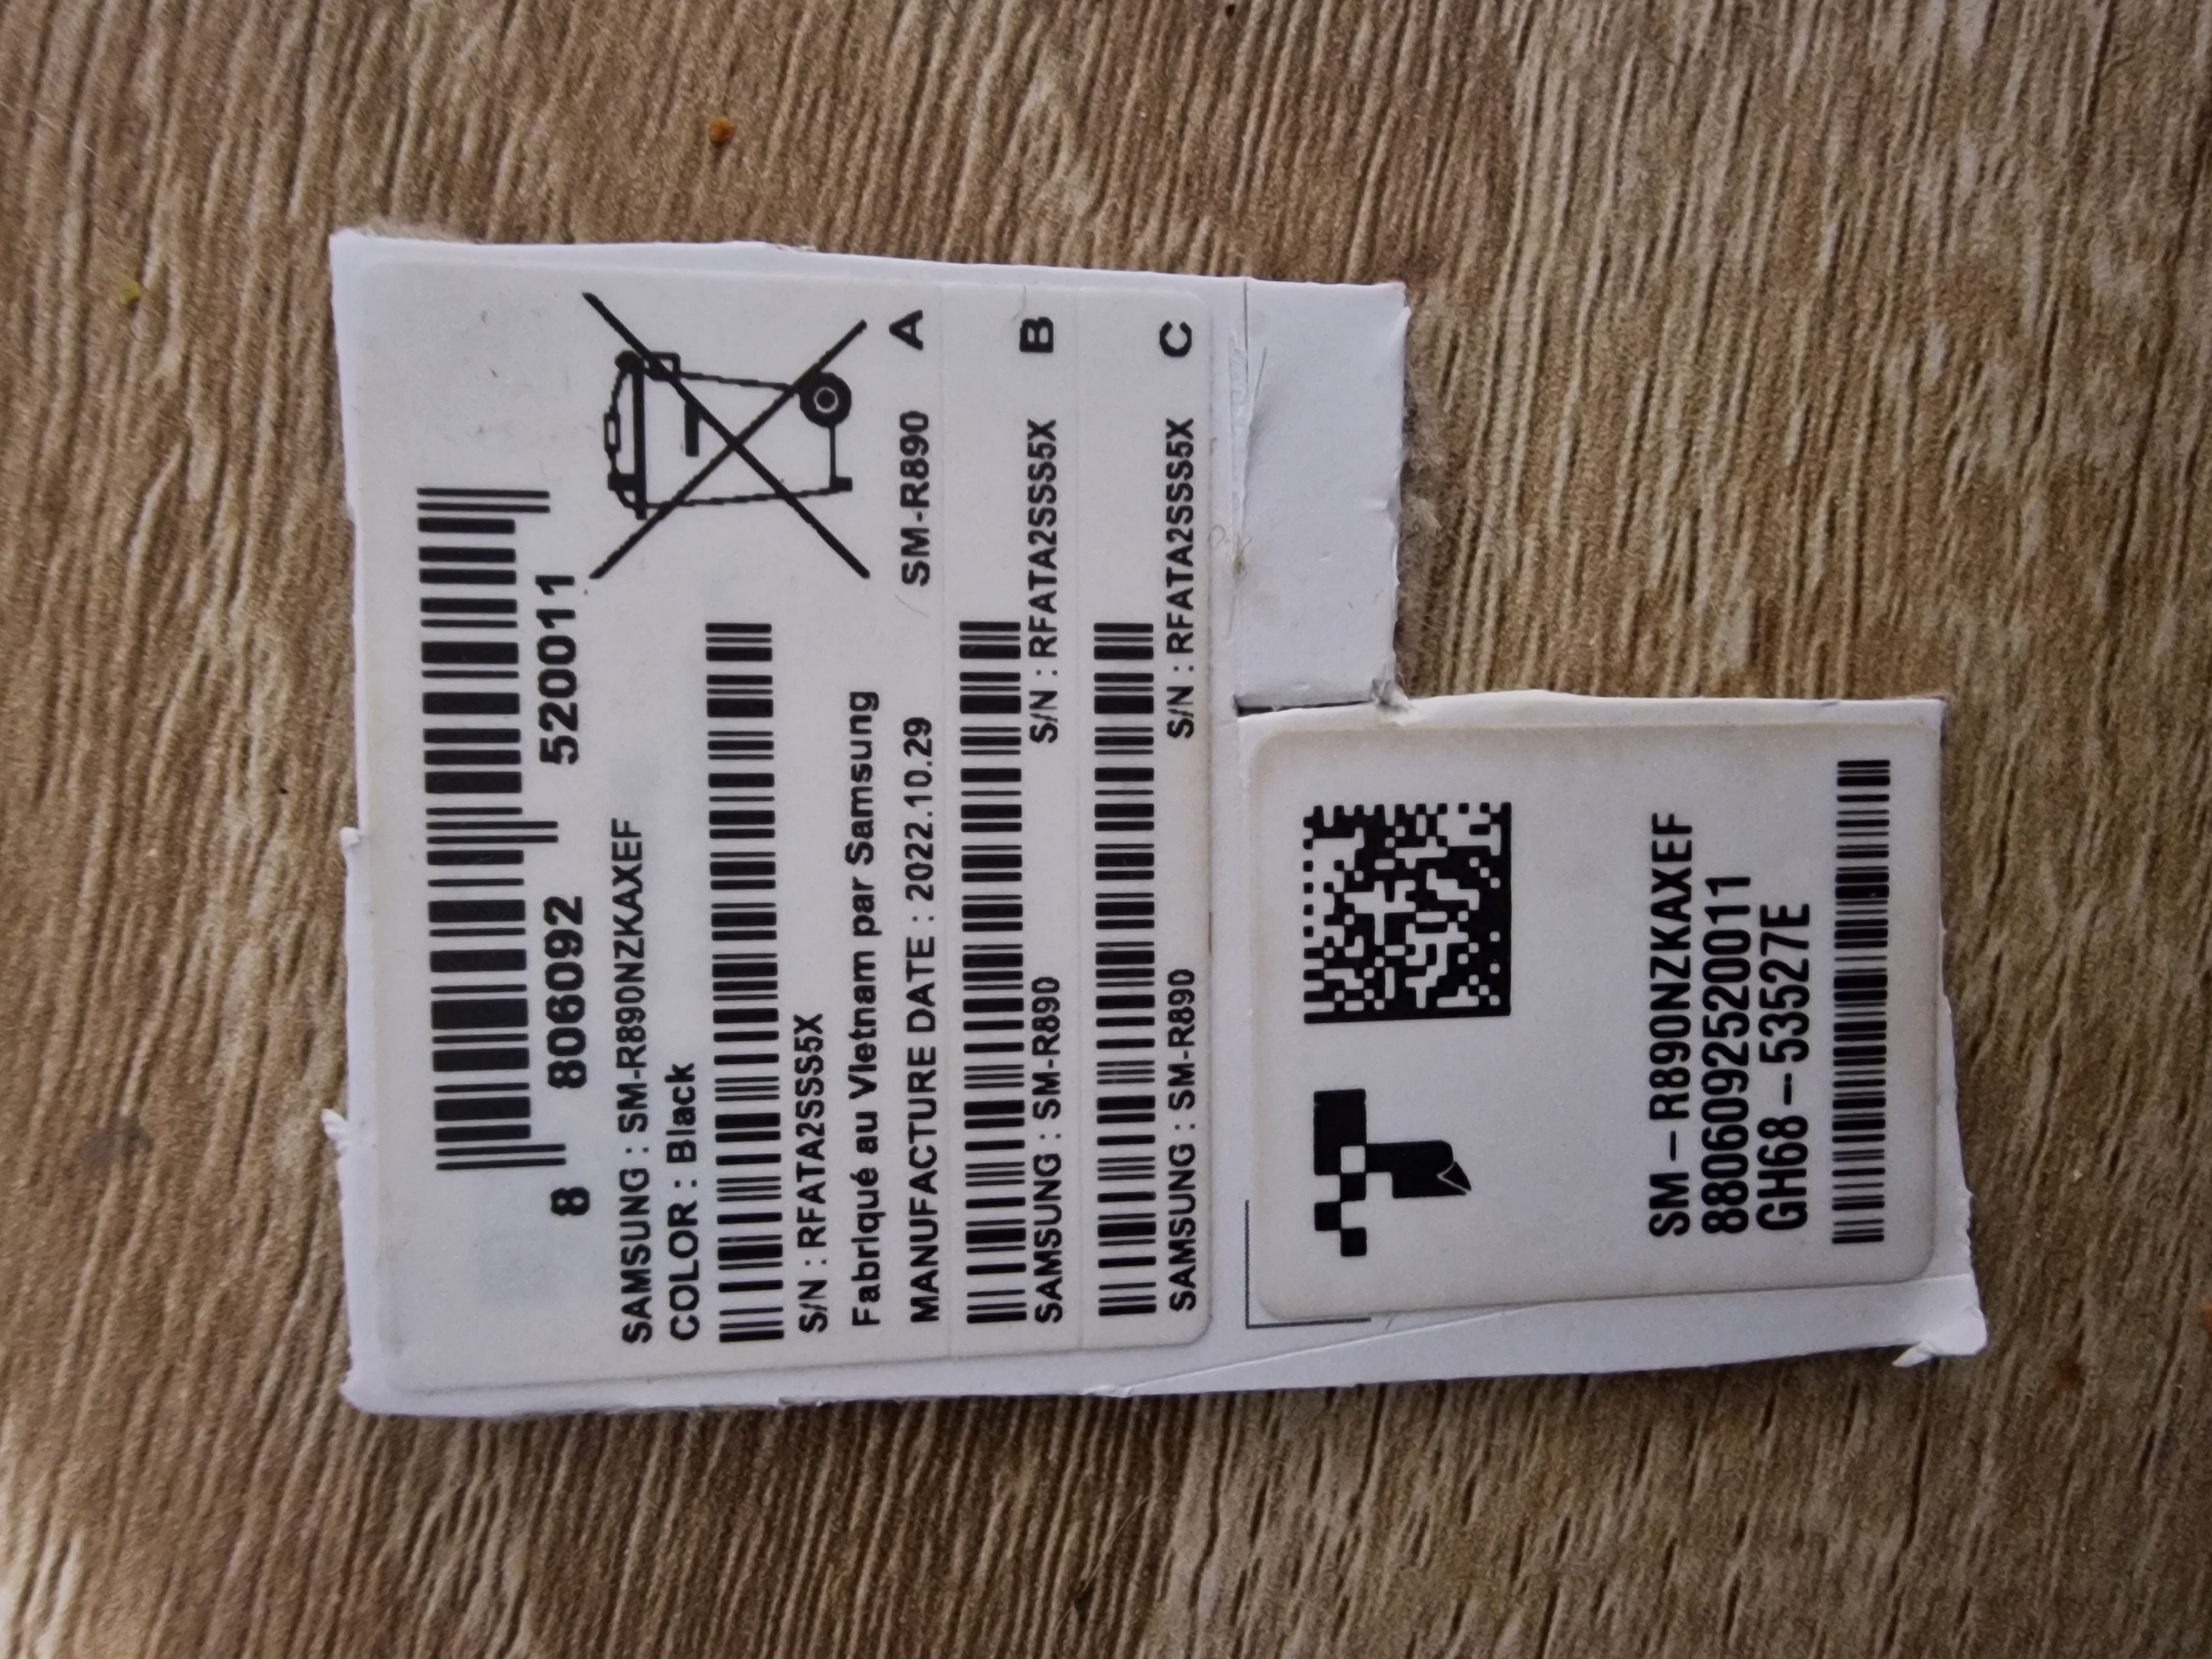 8 806092 520011
SAMSUNG : SM-R890NZKAXEF
COLOR : Black
S/N : RFATA2SSS5X
Fabriqué au Vietnam par Samsung
MANUFACTURE DATE : 2022.10.29
SM-R890 A
SAMSUNG : SM-R890 S/N : RFATA2SSS5X B
SAMSUNG : SM-R890 S/N : RFATA2SSS5X C
SM-R890NZKAXEF
8806092520011
GH68-53527E